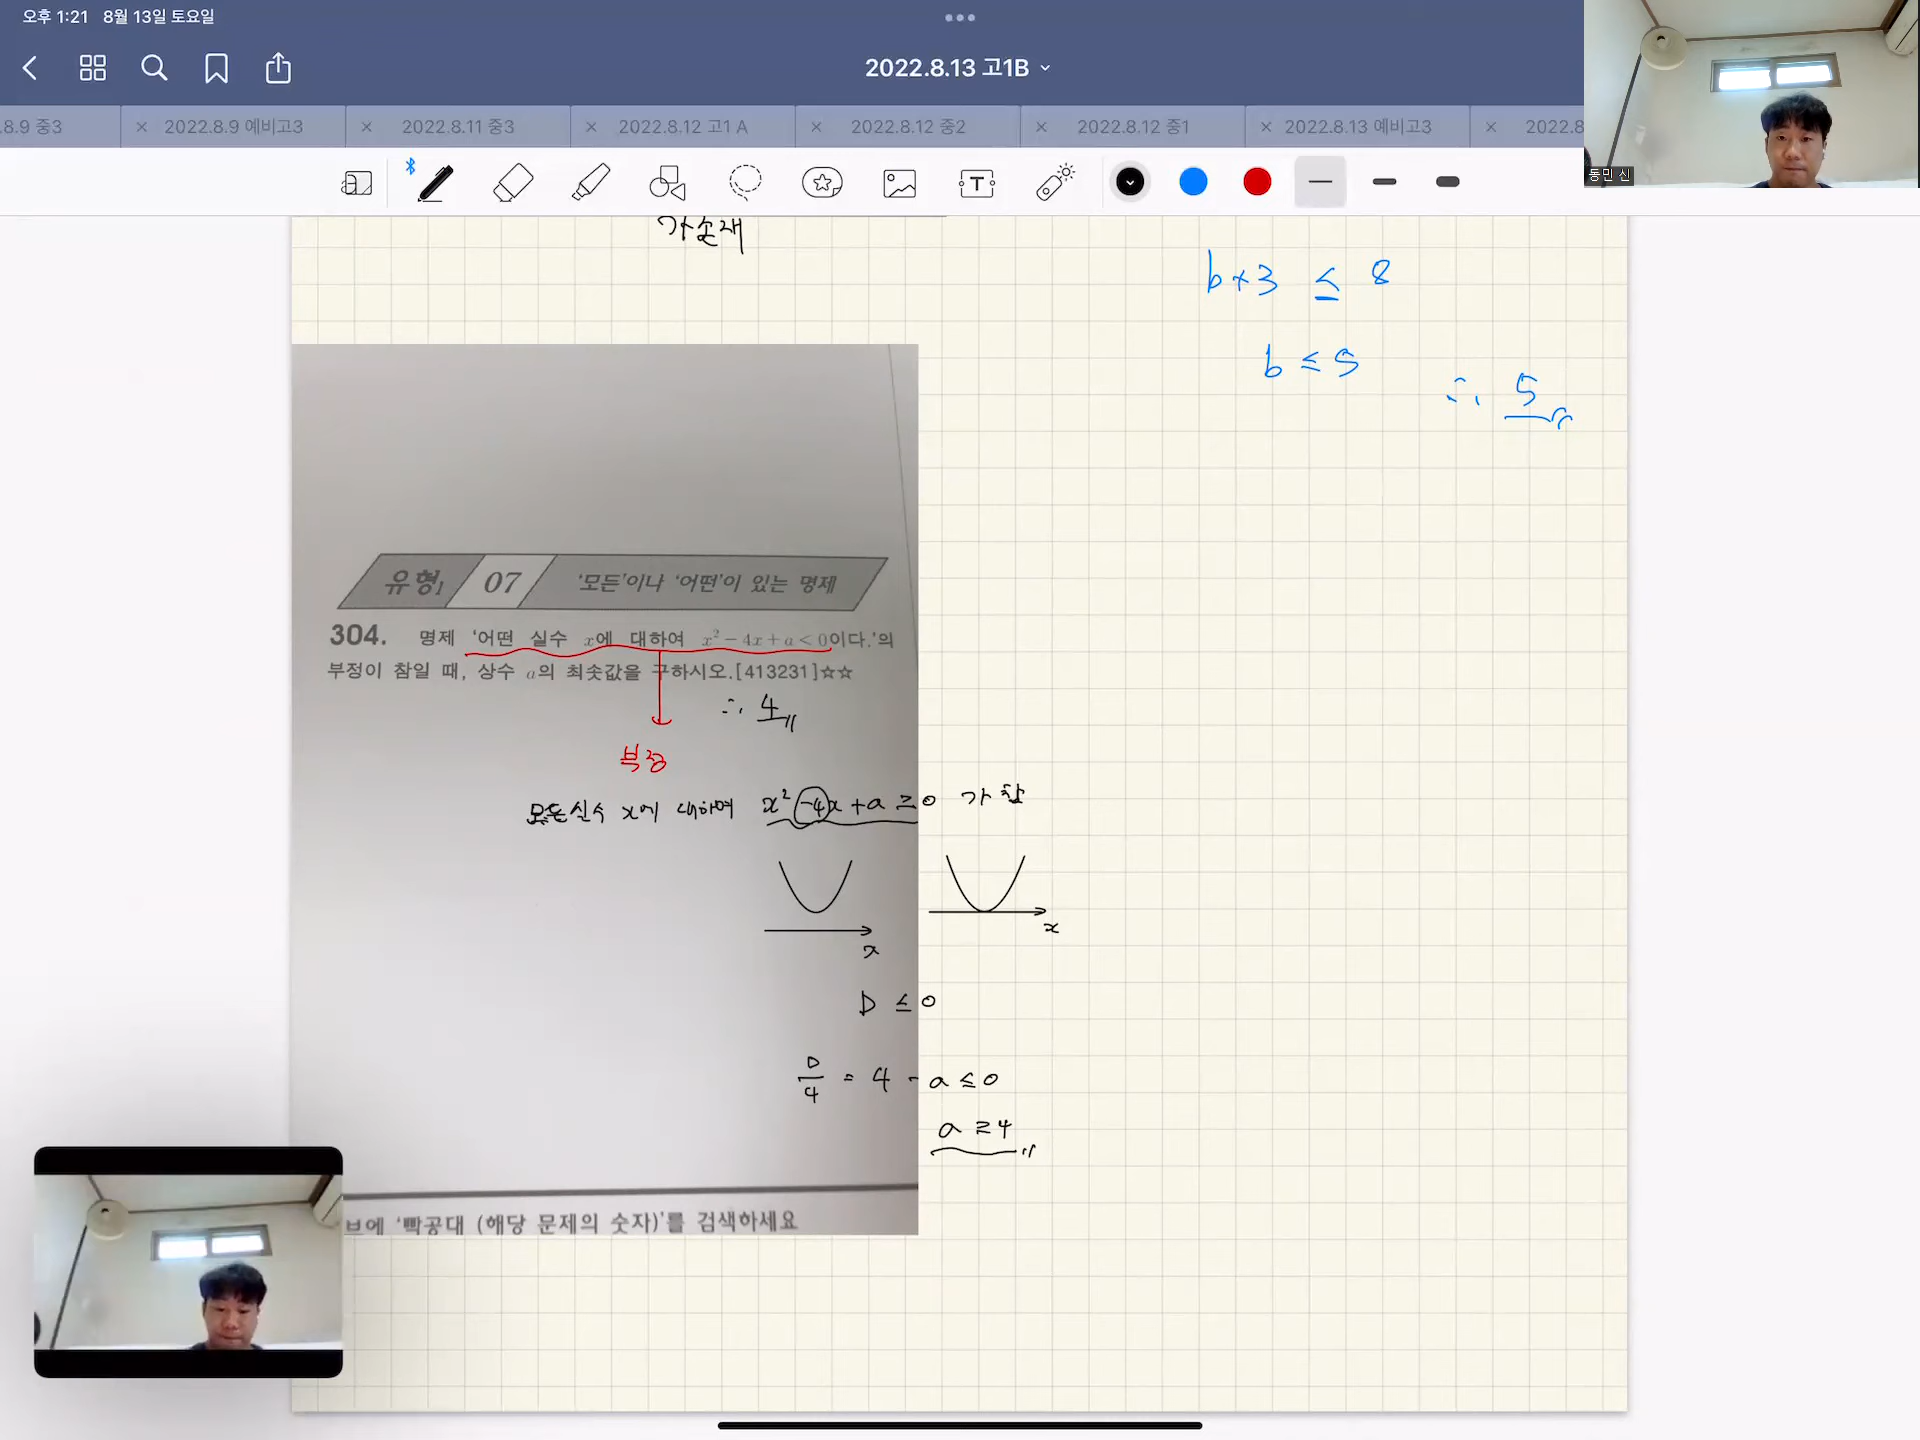 오후 1:21 8월 13일 토요일
2022.8.13 고1B
.8.9 중3
2022.8.9 예비고3
2022.8.11 중3
2022.8.12 고1 A
2022.8.12 중2
2022.8.12 중1
2022.8.13 예비고3
2022.8
동민 신
가 존재
b+3 ≤ 8
b ≤ 5
∴ 5
유형 07 '모든'이나 '어떤'이 있는 명제
304. 명제 '어떤 실수 x에 대하여 x²-4x+a<0이다.'의
부정이 참일 때, 상수 a의 최솟값을 구하시오.[413231]☆☆
∴ 4
부정
모든 실수 x에 대하여 x²-4x+a ≥0 가 참
x
x
D ≤ 0
D/4 = 4-a ≤0
a ≥4
브에 '빡공대 (해당 문제의 숫자)'를 검색하세요